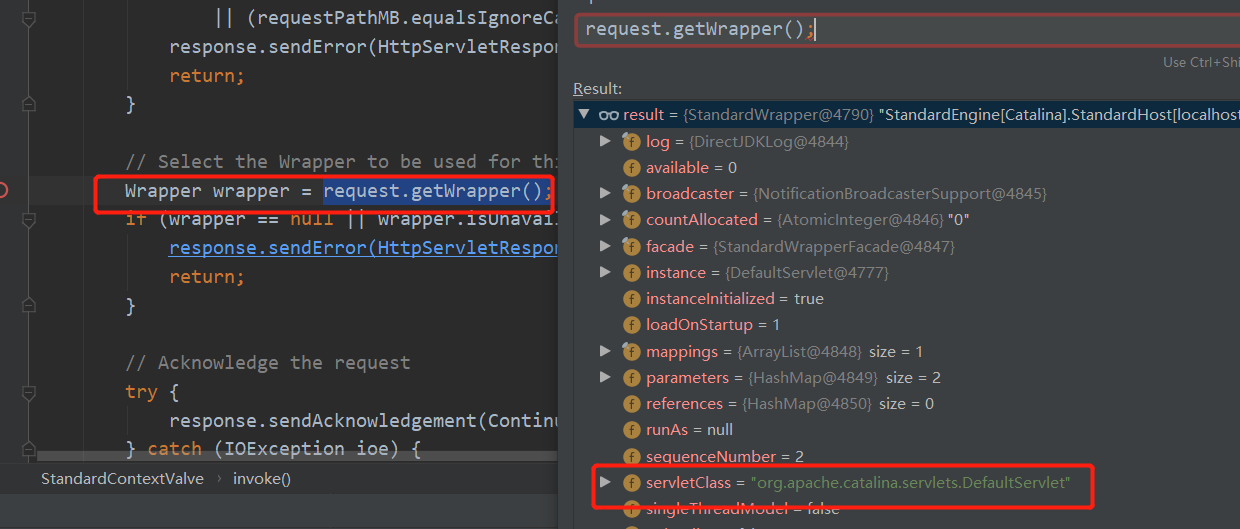 || (requestPathMB.equalsIgnoreCa
response.sendError(HttpServletRespon
return;
}
// Select the Wrapper to be used for thi
Wrapper wrapper = request.getWrapper();
if (wrapper == null || wrapper.isUnavail
response.sendError(HttpServletRespon
return;
}
// Acknowledge the request
try {
response.sendAcknowledgement(Continu
} catch (IOException ioe) {
StandardContextValve › invoke()
request.getWrapper();
Use Ctrl+Shi
Result:
result = {StandardWrapper@4790} "StandardEngine[Catalina].StandardHost[localhost
log = {DirectJDKLog@4844}
available = 0
broadcaster = {NotificationBroadcasterSupport@4845}
countAllocated = {AtomicInteger@4846} "0"
facade = {StandardWrapperFacade@4847}
instance = {DefaultServlet@4777}
instanceInitialized = true
loadOnStartup = 1
mappings = {ArrayList@4848} size = 1
parameters = {HashMap@4849} size = 2
references = {HashMap@4850} size = 0
runAs = null
sequenceNumber = 2
servletClass = "org.apache.catalina.servlets.DefaultServlet"
singleThreadModel = false